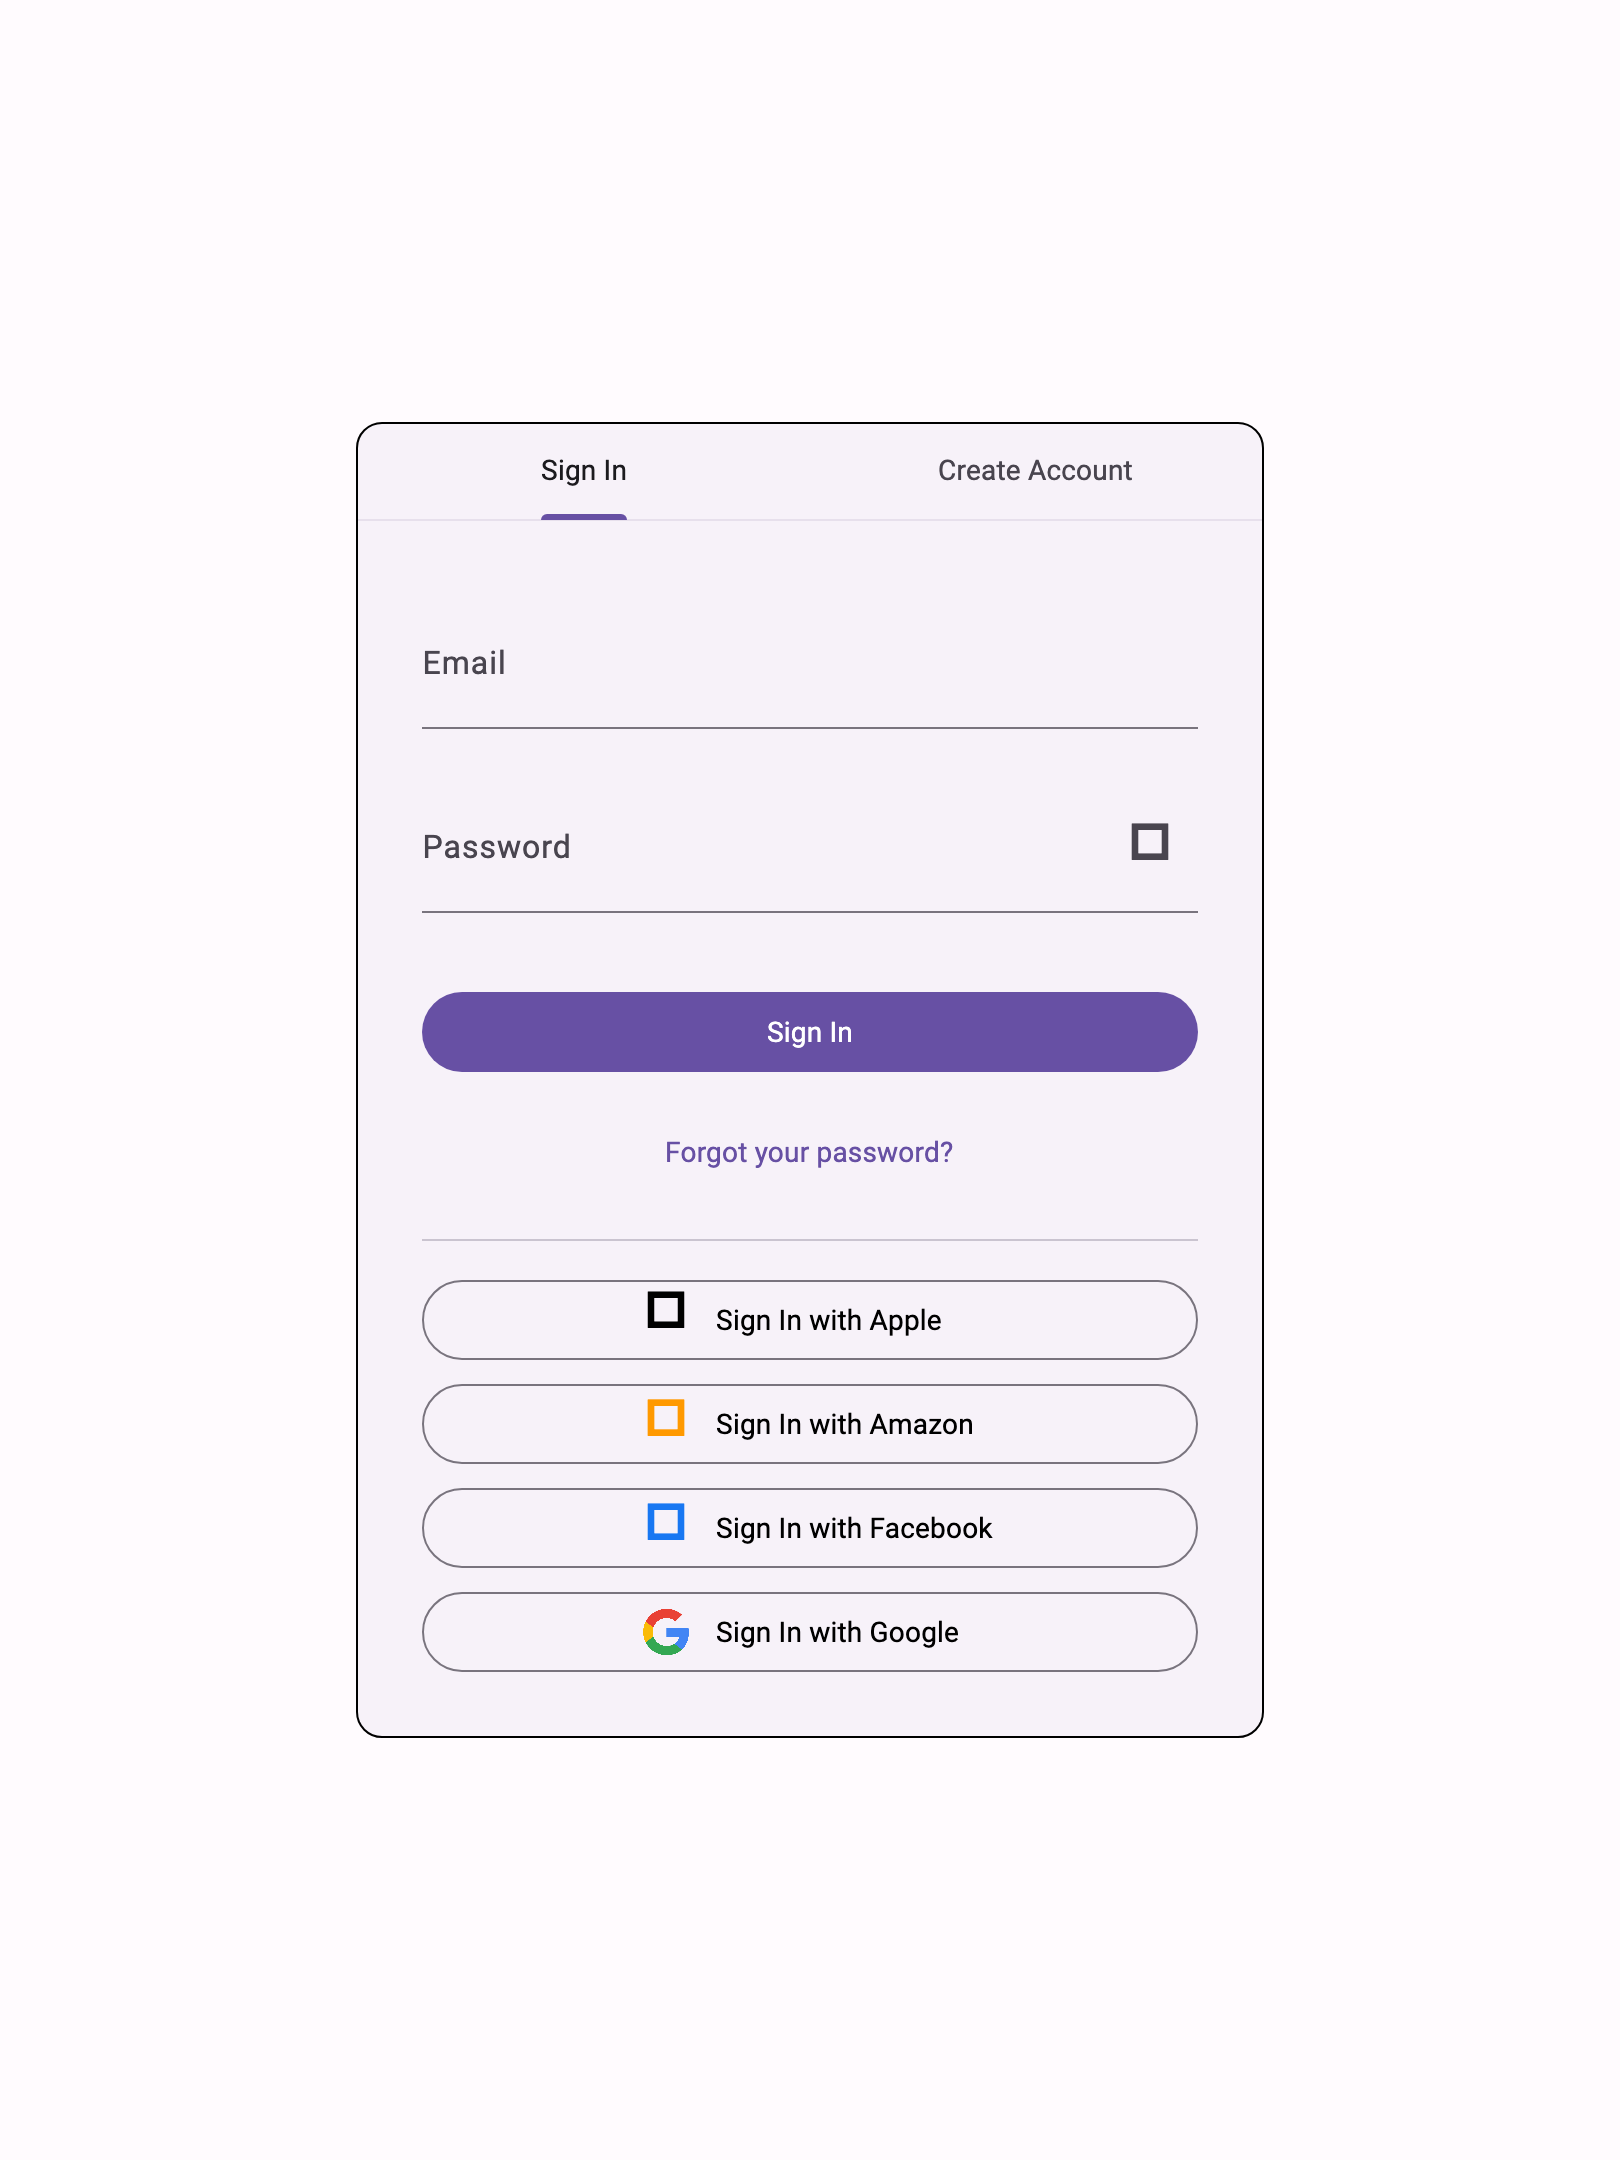 Sign In
Create Account
Email
Password
Sign In
Forgot your password?
Sign In with Apple
Sign In with Amazon
Sign In with Facebook
Sign In with Google